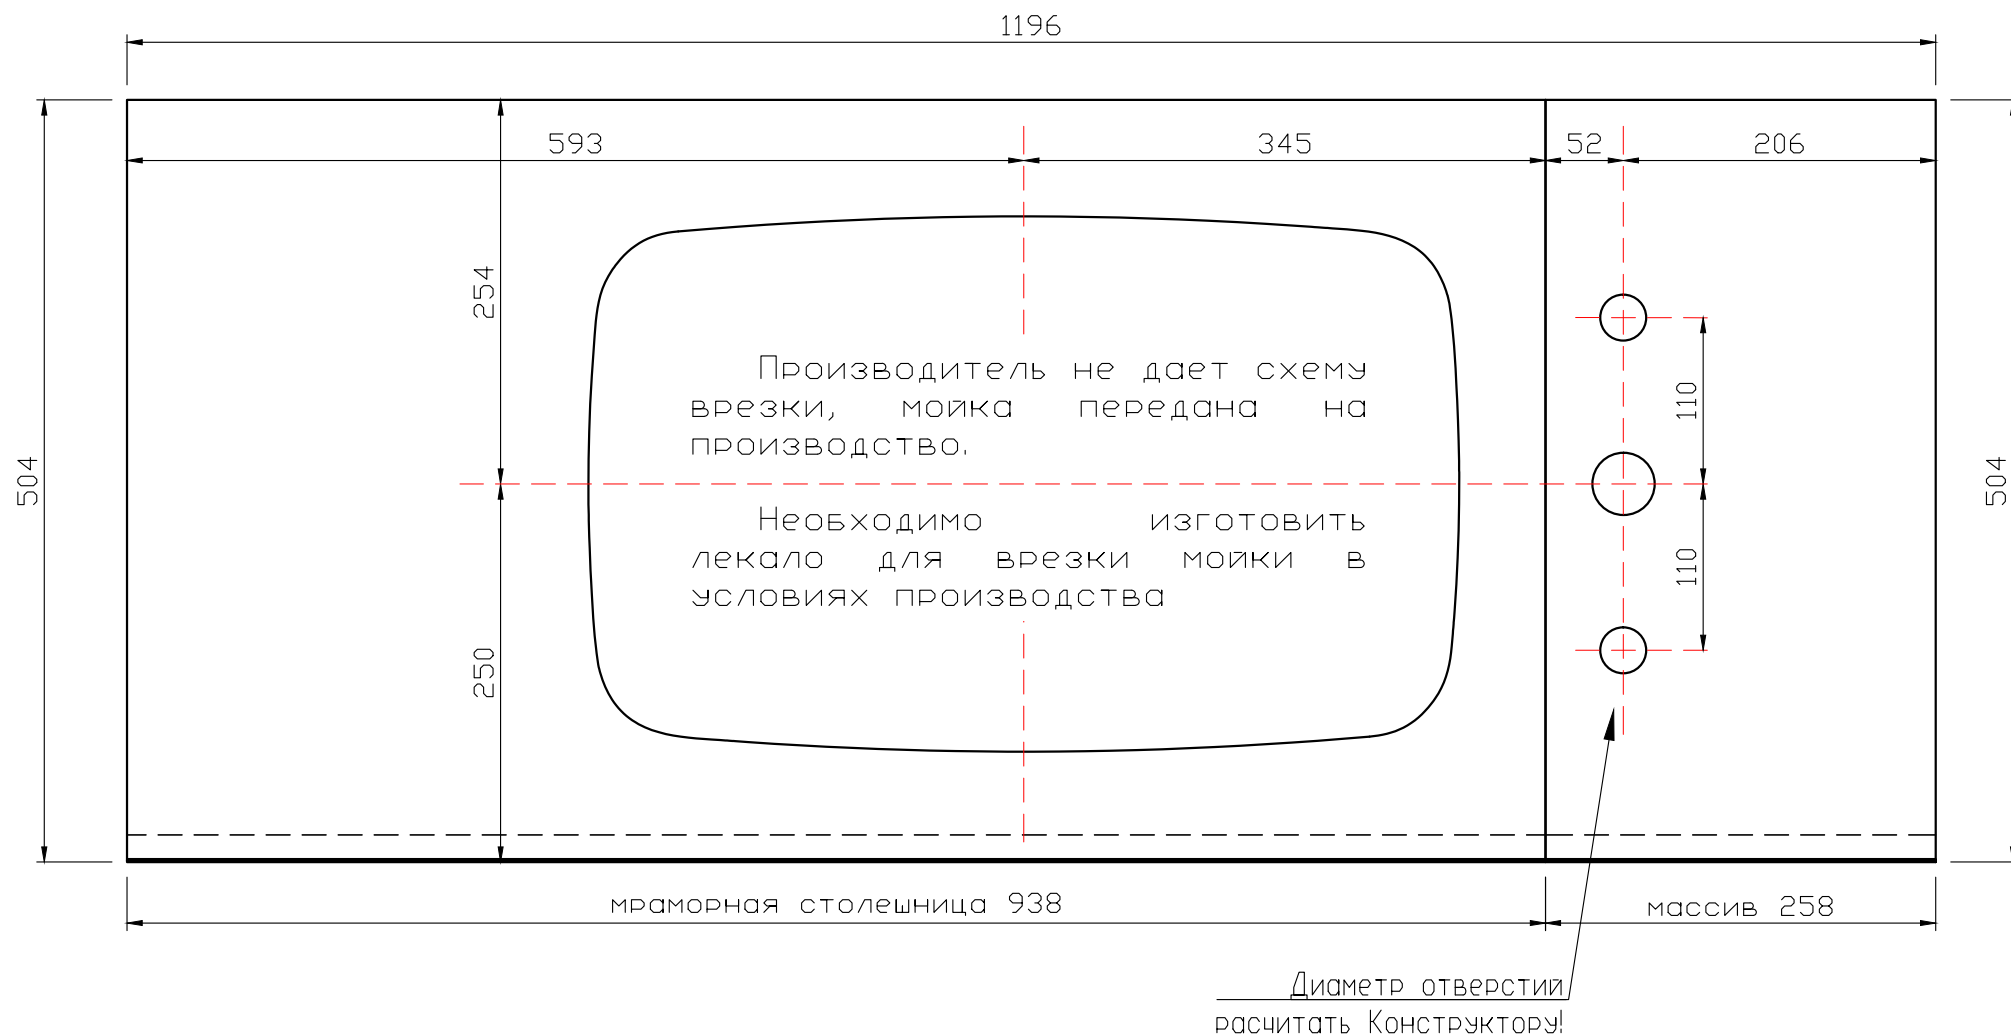 1196
593 345 52 206
254
Производитель не дает схему
врезки, мойка передана на
производство.
110
504
504
Необходимо изготовить
лекало для врезки мойки в
условиях производства
110
250
мраморная столешница 938
массив 258
Диаметр отверстий
расчитать Конструктору!